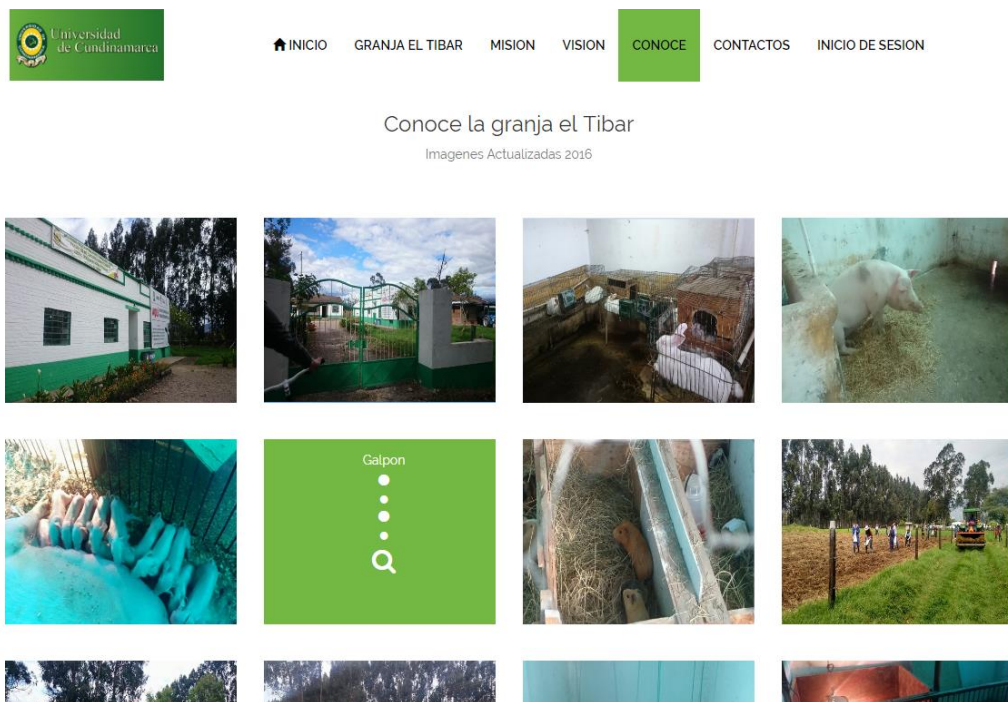 Universidad
de Cundinamarca
INICIO GRANJA EL TIBAR MISION VISION CONOCE CONTACTOS INICIO DE SESION
Conoce la granja el Tibar
Imagenes Actualizadas 2016
Galpon